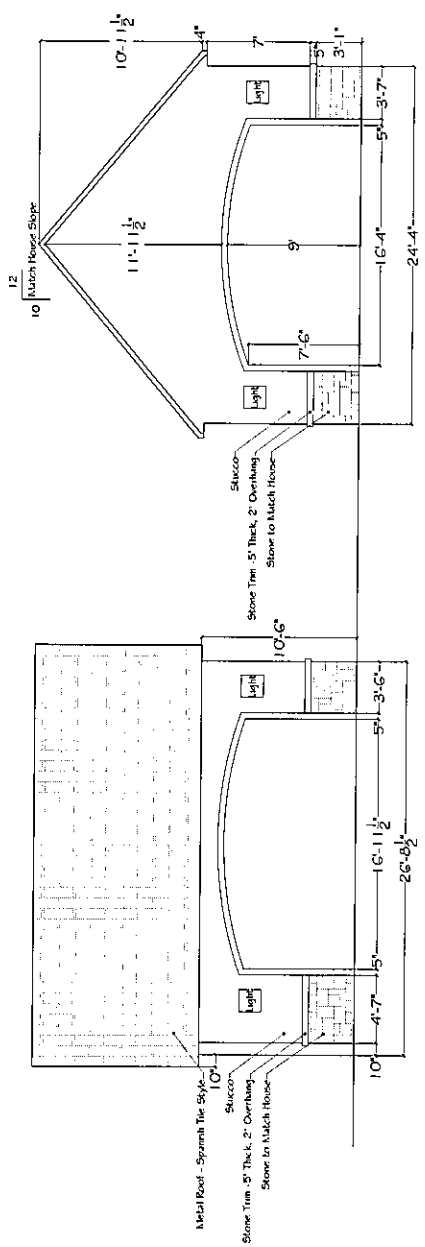 12
10
Match House Slope
10'-11 1/2"
4"
7'
5"
3'-1"
11'-11 1/2"
9'
7'-6"
Light
Light
Stucco
Stone Trim -5" Thick, 2" Overhang
Stone to Match House
5"
3'-7"
16'-4"
24'-4"
10'-6"
Light
Light
Metal Roof - Spanish Tile Style
10"
Stucco
Stone Trim -5" Thick, 2" Overhang
Stone to Match House
10"
4'-7"
5"
16'-11 1/2"
5"
3'-6"
26'-8 1/2"